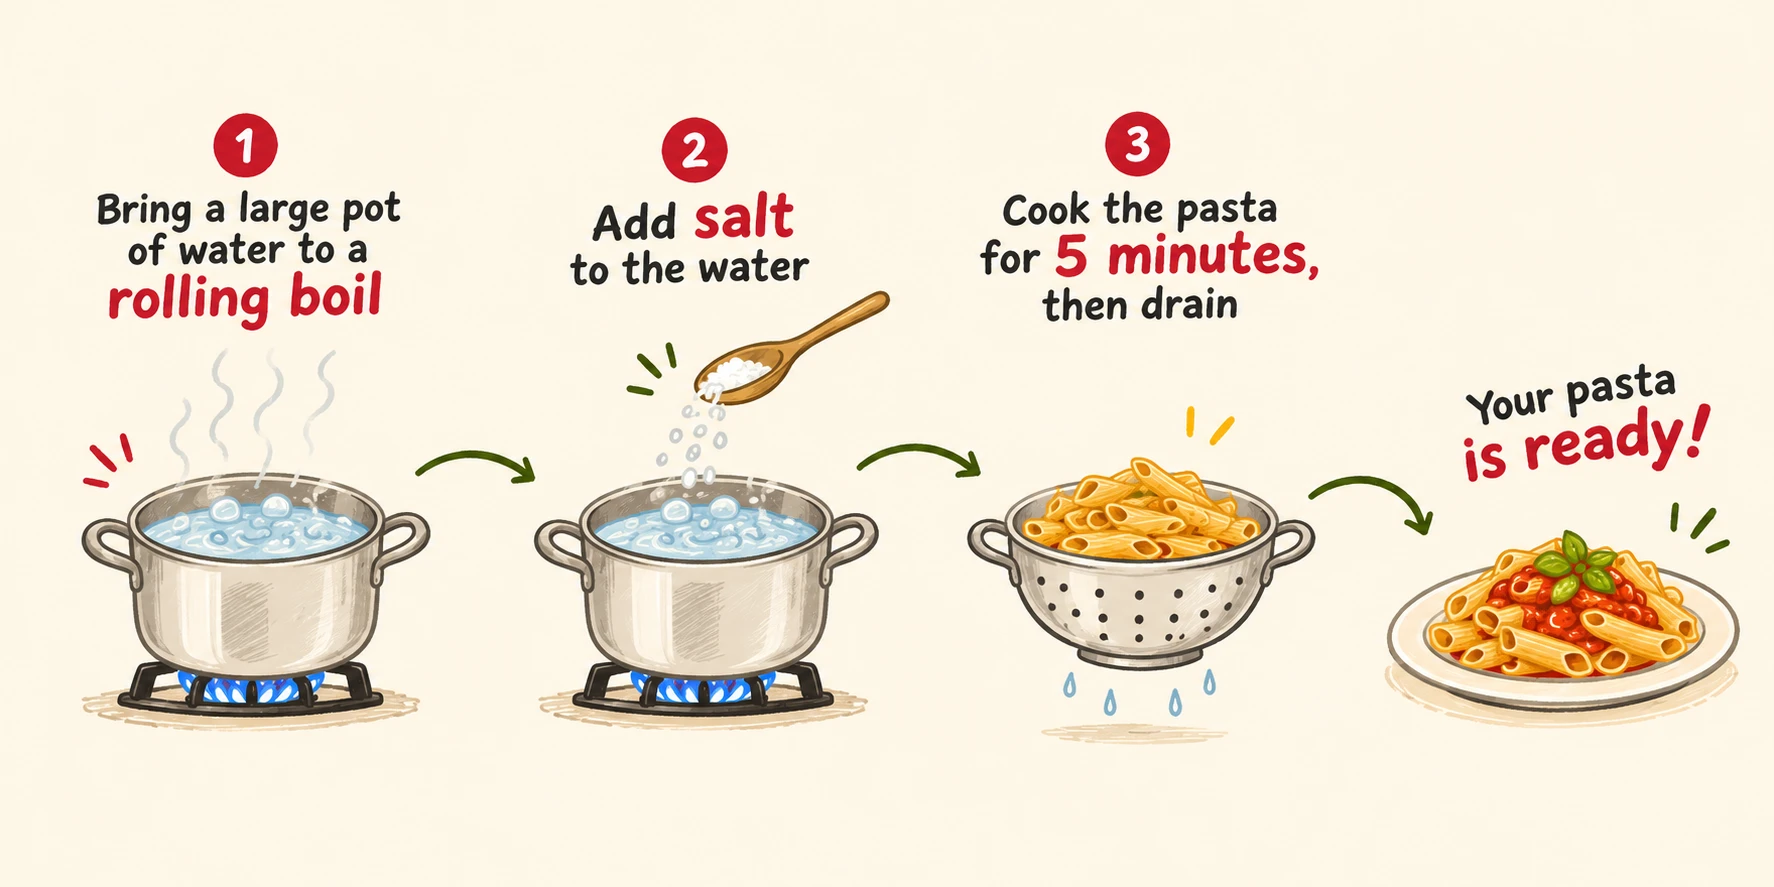 1
Bring a large pot
of water to a
rolling boil
2
Add salt
to the water
3
Cook the pasta
for 5 minutes,
then drain
Your pasta
is ready!